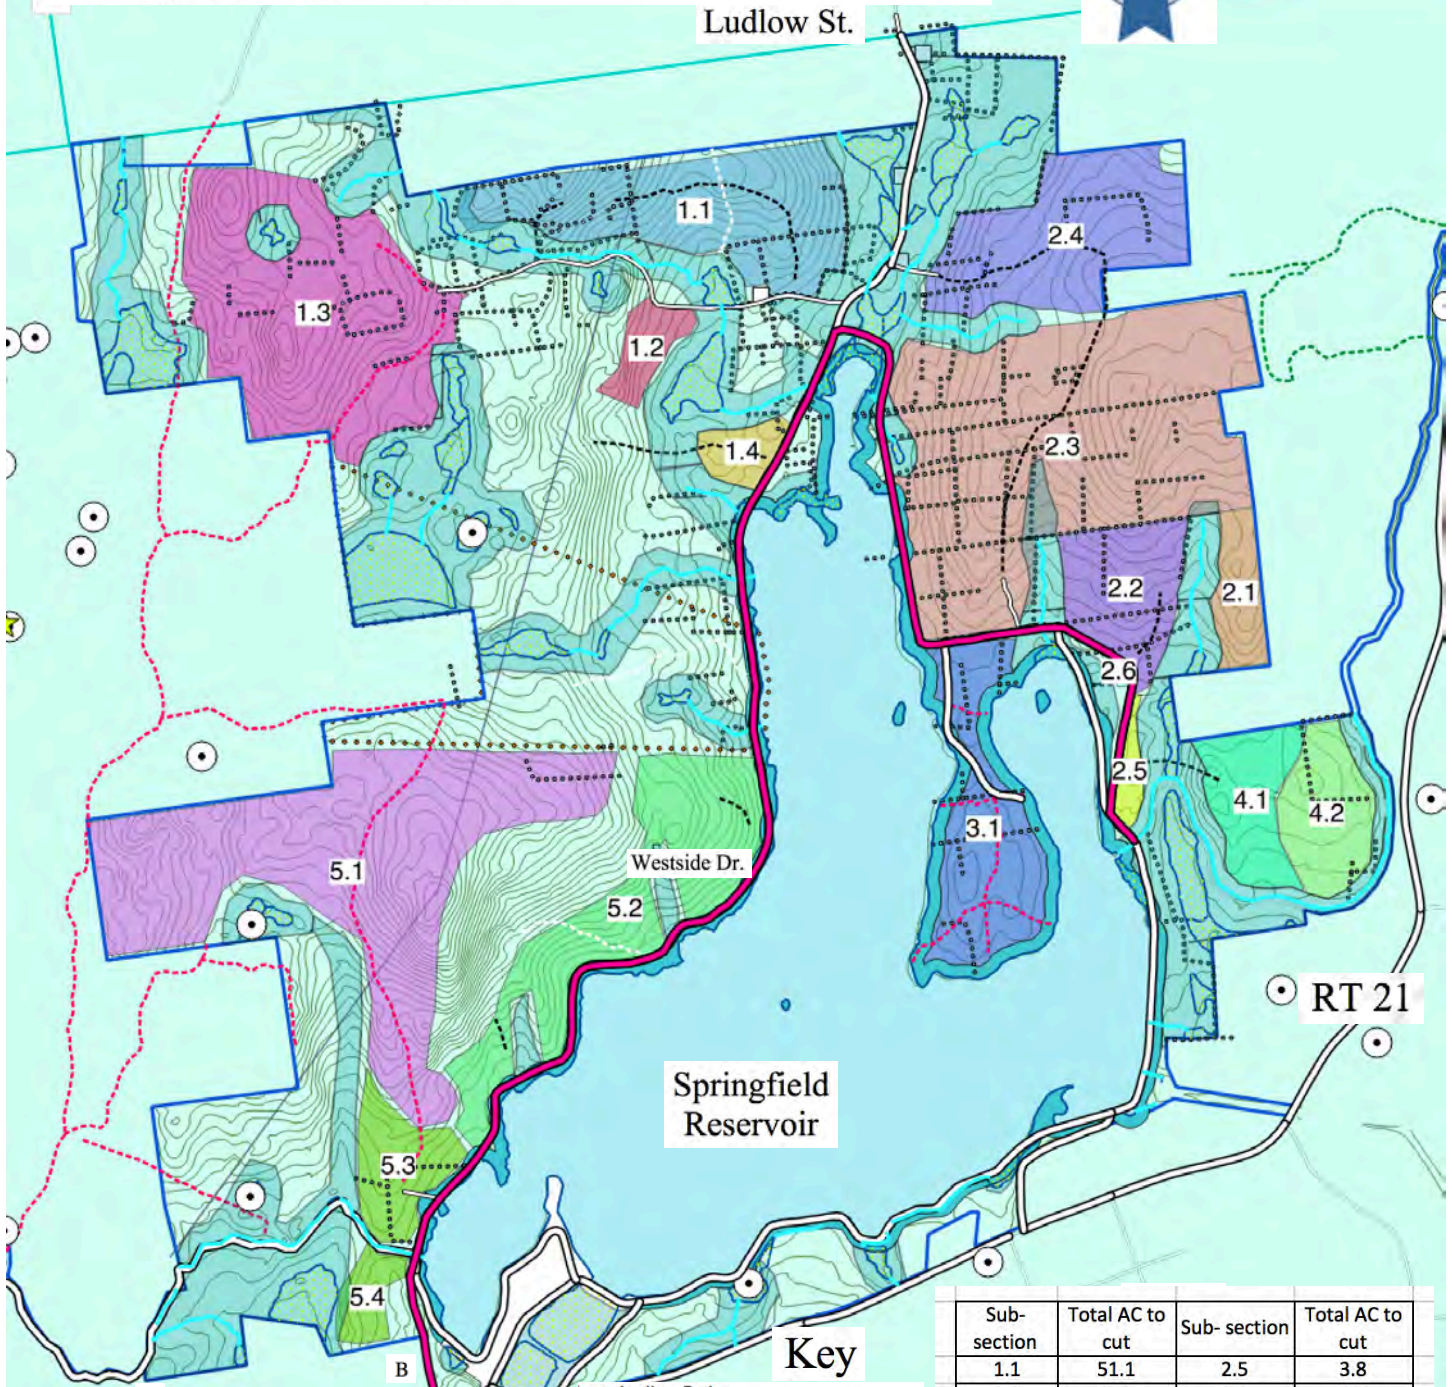 Ludlow St.
1.1
2.4
1.3
1.2
1.4
2.3
2.2
2.1
2.6
2.5
4.1
4.2
3.1
5.1
Westside Dr.
5.2
RT 21
Springfield
Reservoir
5.3
5.4
B
Key
Sub-
section
Total AC to
cut
Sub- section
Total AC to
cut
1.1 51.1 2.5 3.8